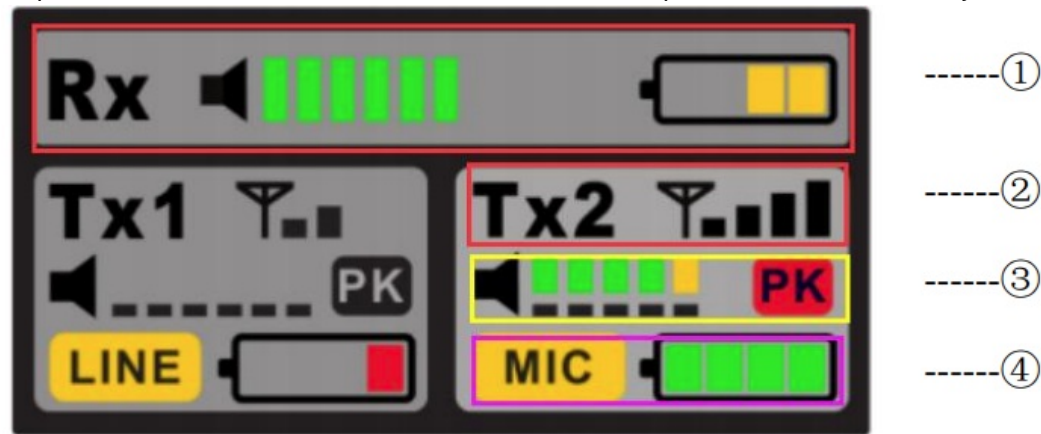 Rx ------①
Tx1 Tx2 ------②
PK PK ------③
LINE MIC ------④